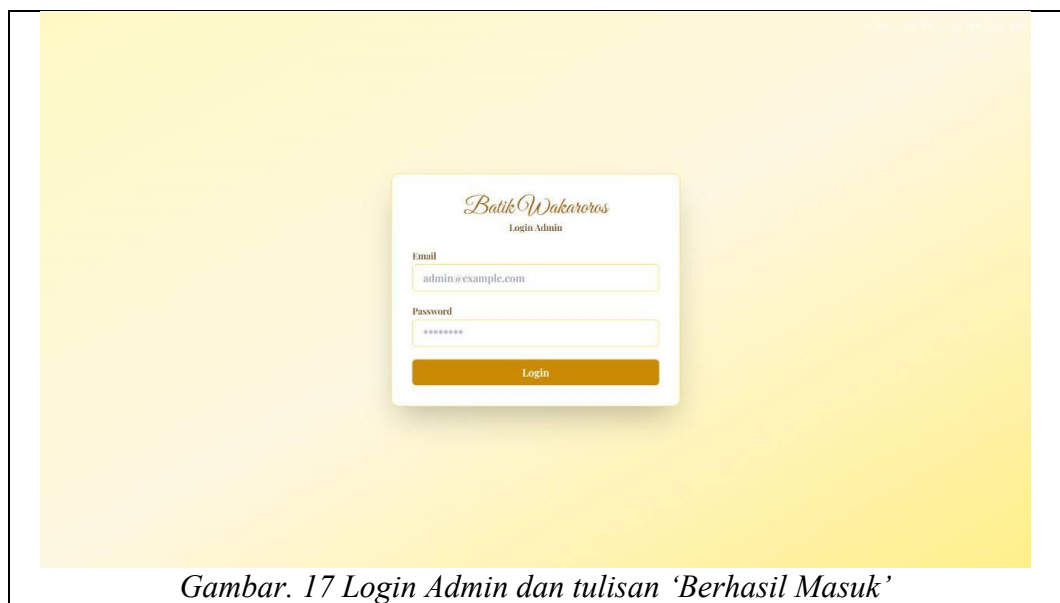 Batik Wakaroros
Login Admin
Email
admin@example.com
Password
********
Login
Gambar. 17 Login Admin dan tulisan ‘Berhasil Masuk’